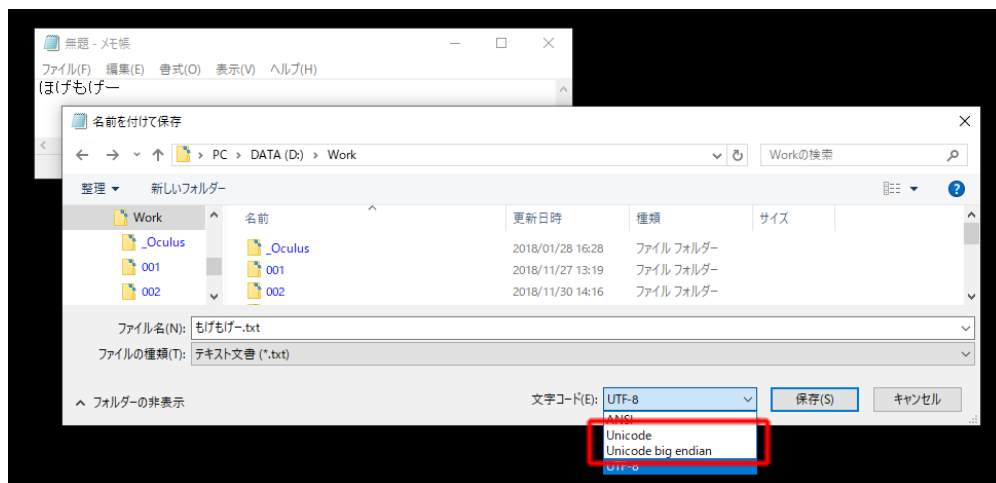 無題 - メモ帳
ファイル(F) 編集(E) 書式(O) 表示(V) ヘルプ(H)
ほげもげー
名前を付けて保存
PC > DATA (D:) > Work
Workの検索
整理 新しいフォルダー
Work
_Oculus
001
002
名前 更新日時 種類 サイズ
_Oculus 2018/01/28 16:28 ファイル フォルダー
001 2018/11/27 13:19 ファイル フォルダー
002 2018/11/30 14:16 ファイル フォルダー
ファイル名(N): もげもげー.txt
ファイルの種類(T): テキスト文書 (*.txt)
フォルダーの非表示
文字コード(E): UTF-8 保存(S) キャンセル
ANSI
Unicode
Unicode big endian
UTF-8